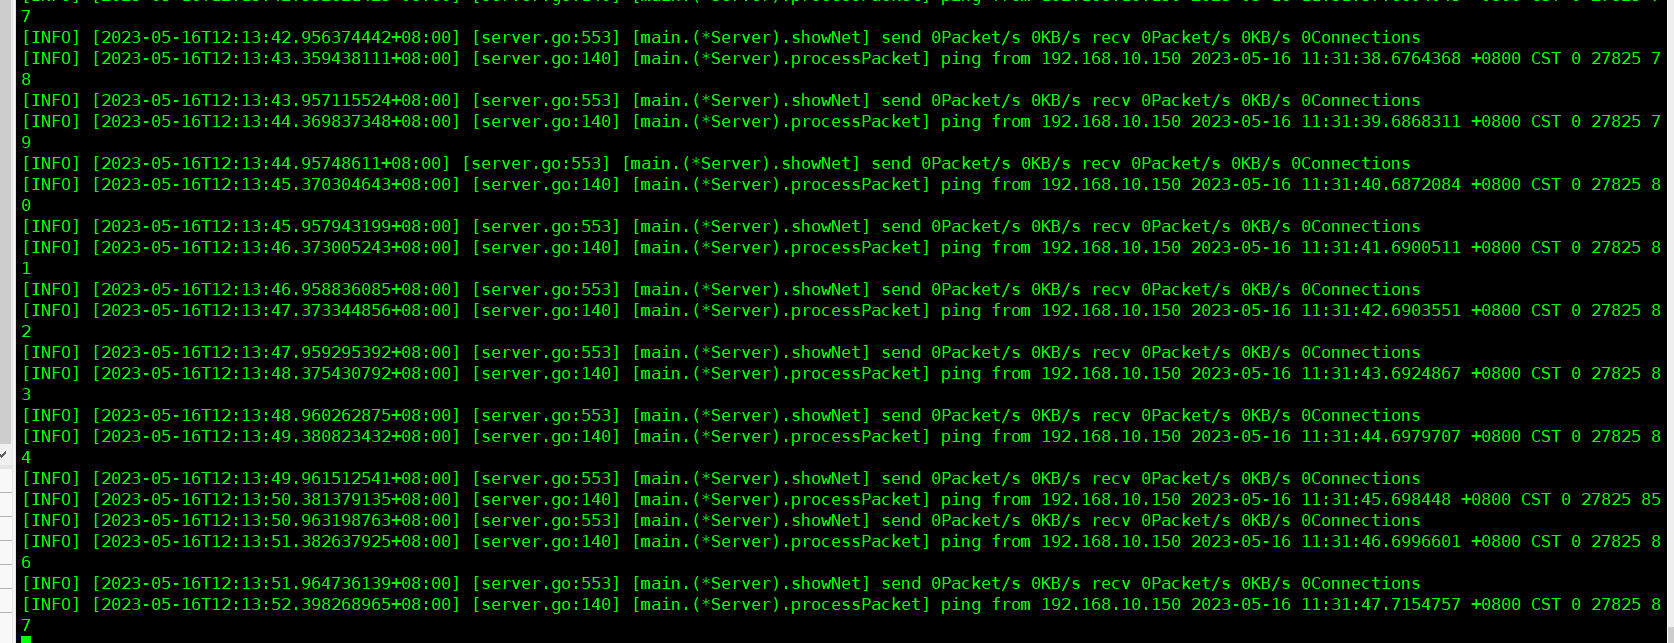 7
[INFO] [2023-05-16T12:13:42.956374442+08:00] [server.go:553] [main.(*Server).showNet] send 0Packet/s 0KB/s recv 0Packet/s 0KB/s 0Connections
[INFO] [2023-05-16T12:13:43.359438111+08:00] [server.go:140] [main.(*Server).processPacket] ping from 192.168.10.150 2023-05-16 11:31:38.6764368 +0800 CST 0 27825 7
8
[INFO] [2023-05-16T12:13:43.957115524+08:00] [server.go:553] [main.(*Server).showNet] send 0Packet/s 0KB/s recv 0Packet/s 0KB/s 0Connections
[INFO] [2023-05-16T12:13:44.369837348+08:00] [server.go:140] [main.(*Server).processPacket] ping from 192.168.10.150 2023-05-16 11:31:39.6868311 +0800 CST 0 27825 7
9
[INFO] [2023-05-16T12:13:44.95748611+08:00] [server.go:553] [main.(*Server).showNet] send 0Packet/s 0KB/s recv 0Packet/s 0KB/s 0Connections
[INFO] [2023-05-16T12:13:45.370304643+08:00] [server.go:140] [main.(*Server).processPacket] ping from 192.168.10.150 2023-05-16 11:31:40.6872084 +0800 CST 0 27825 8
0
[INFO] [2023-05-16T12:13:45.957943199+08:00] [server.go:553] [main.(*Server).showNet] send 0Packet/s 0KB/s recv 0Packet/s 0KB/s 0Connections
[INFO] [2023-05-16T12:13:46.373005243+08:00] [server.go:140] [main.(*Server).processPacket] ping from 192.168.10.150 2023-05-16 11:31:41.6900511 +0800 CST 0 27825 8
1
[INFO] [2023-05-16T12:13:46.958836085+08:00] [server.go:553] [main.(*Server).showNet] send 0Packet/s 0KB/s recv 0Packet/s 0KB/s 0Connections
[INFO] [2023-05-16T12:13:47.373344856+08:00] [server.go:140] [main.(*Server).processPacket] ping from 192.168.10.150 2023-05-16 11:31:42.6903551 +0800 CST 0 27825 8
2
[INFO] [2023-05-16T12:13:47.959295392+08:00] [server.go:553] [main.(*Server).showNet] send 0Packet/s 0KB/s recv 0Packet/s 0KB/s 0Connections
[INFO] [2023-05-16T12:13:48.375430792+08:00] [server.go:140] [main.(*Server).processPacket] ping from 192.168.10.150 2023-05-16 11:31:43.6924867 +0800 CST 0 27825 8
3
[INFO] [2023-05-16T12:13:48.960262875+08:00] [server.go:553] [main.(*Server).showNet] send 0Packet/s 0KB/s recv 0Packet/s 0KB/s 0Connections
[INFO] [2023-05-16T12:13:49.380823432+08:00] [server.go:140] [main.(*Server).processPacket] ping from 192.168.10.150 2023-05-16 11:31:44.6979707 +0800 CST 0 27825 8
4
[INFO] [2023-05-16T12:13:49.961512541+08:00] [server.go:553] [main.(*Server).showNet] send 0Packet/s 0KB/s recv 0Packet/s 0KB/s 0Connections
[INFO] [2023-05-16T12:13:50.381379135+08:00] [server.go:140] [main.(*Server).processPacket] ping from 192.168.10.150 2023-05-16 11:31:45.698448 +0800 CST 0 27825 85
[INFO] [2023-05-16T12:13:50.963198763+08:00] [server.go:553] [main.(*Server).showNet] send 0Packet/s 0KB/s recv 0Packet/s 0KB/s 0Connections
[INFO] [2023-05-16T12:13:51.382637925+08:00] [server.go:140] [main.(*Server).processPacket] ping from 192.168.10.150 2023-05-16 11:31:46.6996601 +0800 CST 0 27825 8
6
[INFO] [2023-05-16T12:13:51.964736139+08:00] [server.go:553] [main.(*Server).showNet] send 0Packet/s 0KB/s recv 0Packet/s 0KB/s 0Connections
[INFO] [2023-05-16T12:13:52.398268965+08:00] [server.go:140] [main.(*Server).processPacket] ping from 192.168.10.150 2023-05-16 11:31:47.7154757 +0800 CST 0 27825 8
7